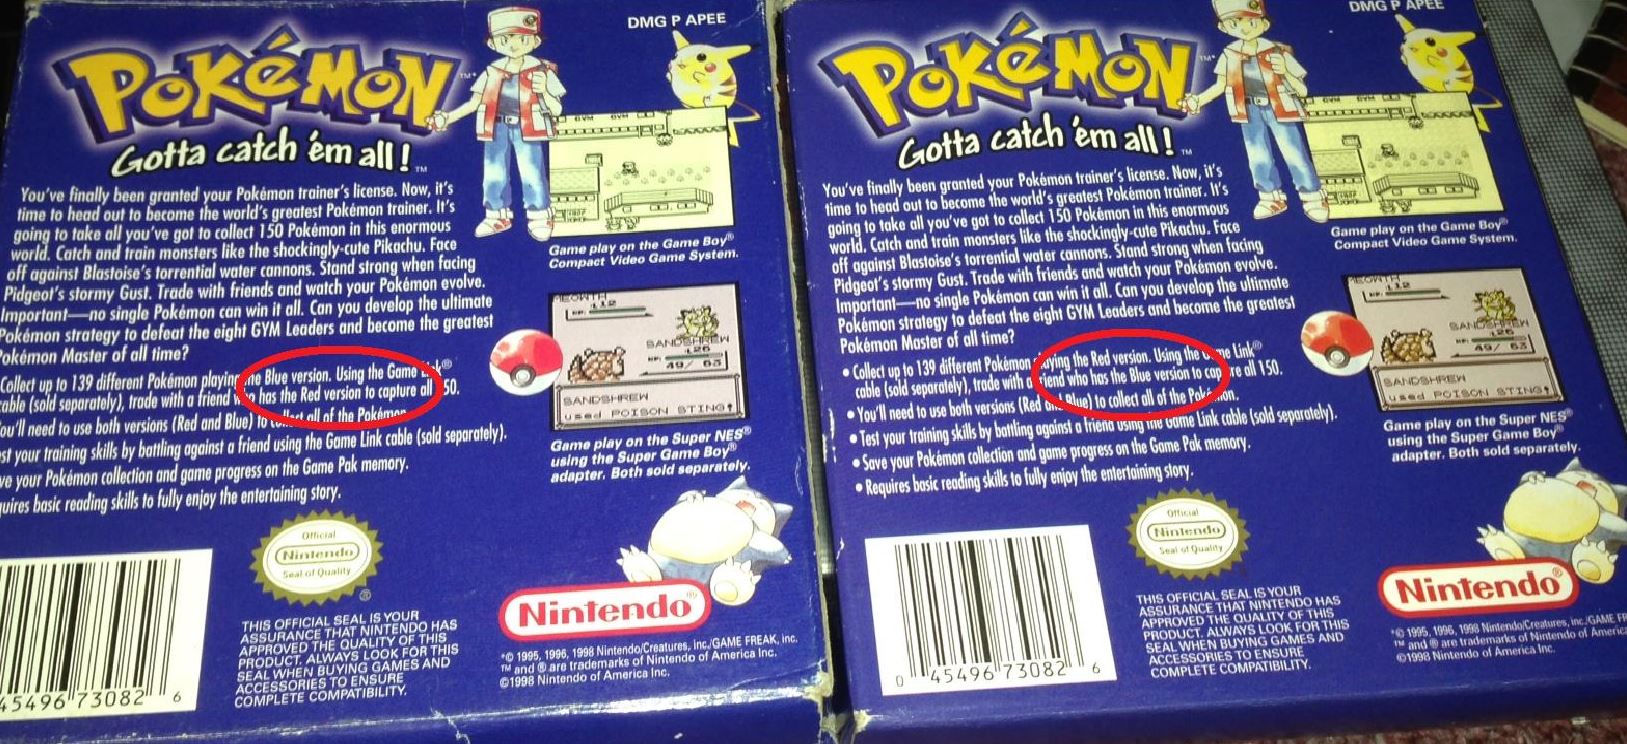 DMG P APEE
POKéMON ™
Gotta catch 'em all! ™
You've finally been granted your Pokémon trainer's license. Now, it's
time to head out to become the world's greatest Pokémon trainer. It's
going to take all you've got to collect 150 Pokémon in this enormous
world. Catch and train monsters like the shockingly-cute Pikachu. Face
off against Blastoise's torrential water cannons. Stand strong when facing
Pidgeot's stormy Gust. Trade with friends and watch your Pokémon evolve.
Important—no single Pokémon can win it all. Can you develop the ultimate
Pokémon strategy to defeat the eight GYM Leaders and become the greatest
Pokémon Master of all time?
Collect up to 139 different Pokémon playing the Blue version. Using the Game Link®
cable (sold separately), trade with a friend who has the Red version to capture all 150.
You'll need to use both versions (Red and Blue) to collect all of the Pokémon.
st your training skills by battling against a friend using the Game Link cable (sold separately).
ve your Pokémon collection and game progress on the Game Pak memory.
quires basic reading skills to fully enjoy the entertaining story.
GYM GYM
Game play on the Game Boy®
Compact Video Game System.
MEOWTH
:L12
HP:
SANDSHREW
:L26
HP:
49/ 63
SANDSHREW
used POISON STING!
Game play on the Super NES®
using the Super Game Boy®
adapter. Both sold separately.
45496 73082 6
Official
Nintendo
Seal of Quality
®
THIS OFFICIAL SEAL IS YOUR
ASSURANCE THAT NINTENDO HAS
APPROVED THE QUALITY OF THIS
PRODUCT. ALWAYS LOOK FOR THIS
SEAL WHEN BUYING GAMES AND
ACCESSORIES TO ENSURE
COMPLETE COMPATIBILITY.
Nintendo®
©1995, 1996, 1998 Nintendo/Creatures, inc./GAME FREAK, inc.
™ and ® are trademarks of Nintendo of America Inc.
©1998 Nintendo of America Inc.
DMG P APEE
POKéMON ™
Gotta catch 'em all! ™
You've finally been granted your Pokémon trainer's license. Now, it's
time to head out to become the world's greatest Pokémon trainer. It's
going to take all you've got to collect 150 Pokémon in this enormous
world. Catch and train monsters like the shockingly-cute Pikachu. Face
off against Blastoise's torrential water cannons. Stand strong when facing
Pidgeot's stormy Gust. Trade with friends and watch your Pokémon evolve.
Important—no single Pokémon can win it all. Can you develop the ultimate
Pokémon strategy to defeat the eight GYM Leaders and become the greatest
Pokémon Master of all time?
• Collect up to 139 different Pokémon playing the Red version. Using the Game Link®
cable (sold separately), trade with a friend who has the Blue version to capture all 150.
• You'll need to use both versions (Red and Blue) to collect all of the Pokémon.
• Test your training skills by battling against a friend using the Game Link cable (sold separately).
• Save your Pokémon collection and game progress on the Game Pak memory.
• Requires basic reading skills to fully enjoy the entertaining story.
GYM GYM
Game play on the Game Boy®
Compact Video Game System.
MEOWTH
:L12
HP:
SANDSHREW
:L26
HP:
49/ 63
SANDSHREW
used POISON STING!
Game play on the Super NES®
using the Super Game Boy®
adapter. Both sold separately.
0 45496 73082 6
Official
Nintendo
Seal of Quality
THIS OFFICIAL SEAL IS YOUR
ASSURANCE THAT NINTENDO HAS
APPROVED THE QUALITY OF THIS
PRODUCT. ALWAYS LOOK FOR THIS
SEAL WHEN BUYING GAMES AND
ACCESSORIES TO ENSURE
COMPLETE COMPATIBILITY.
Nintendo®
©1995, 1996, 1998 Nintendo/Creatures, inc./GAME FR
™ and ® are trademarks of Nintendo of America
©1998 Nintendo of America Inc.